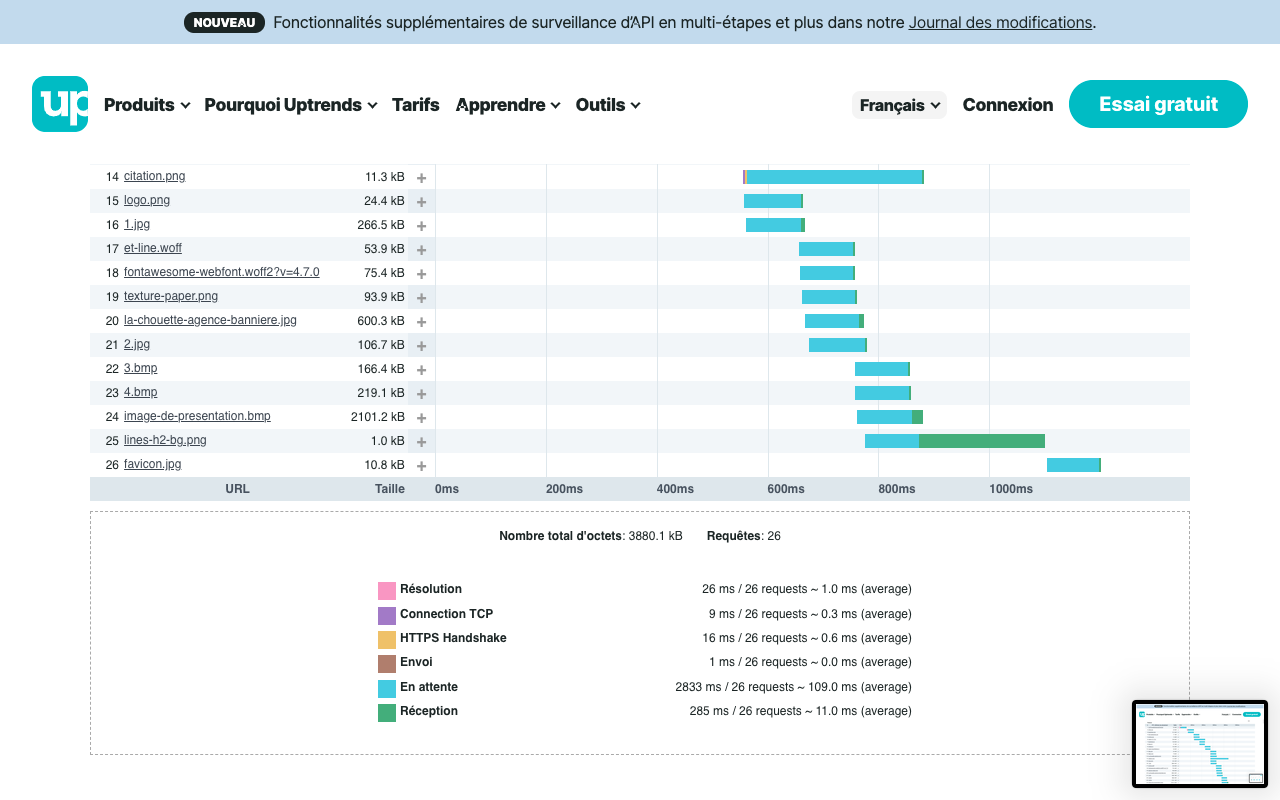 NOUVEAU Fonctionnalités supplémentaires de surveillance d'API en multi-étapes et plus dans notre Journal des modifications.
up Produits Pourquoi Uptrends Tarifs Apprendre Outils Français Connexion Essai gratuit
14 citation.png 11.3 kB +
15 logo.png 24.4 kB +
16 1.jpg 266.5 kB +
17 et-line.woff 53.9 kB +
18 fontawesome-webfont.woff2?v=4.7.0 75.4 kB +
19 texture-paper.png 93.9 kB +
20 la-chouette-agence-banniere.jpg 600.3 kB +
21 2.jpg 106.7 kB +
22 3.bmp 166.4 kB +
23 4.bmp 219.1 kB +
24 image-de-presentation.bmp 2101.2 kB +
25 lines-h2-bg.png 1.0 kB +
26 favicon.jpg 10.8 kB +
URL Taille 0ms 200ms 400ms 600ms 800ms 1000ms
Nombre total d'octets: 3880.1 kB Requêtes: 26
Résolution 26 ms / 26 requests ~ 1.0 ms (average)
Connection TCP 9 ms / 26 requests ~ 0.3 ms (average)
HTTPS Handshake 16 ms / 26 requests ~ 0.6 ms (average)
Envoi 1 ms / 26 requests ~ 0.0 ms (average)
En attente 2833 ms / 26 requests ~ 109.0 ms (average)
Réception 285 ms / 26 requests ~ 11.0 ms (average)